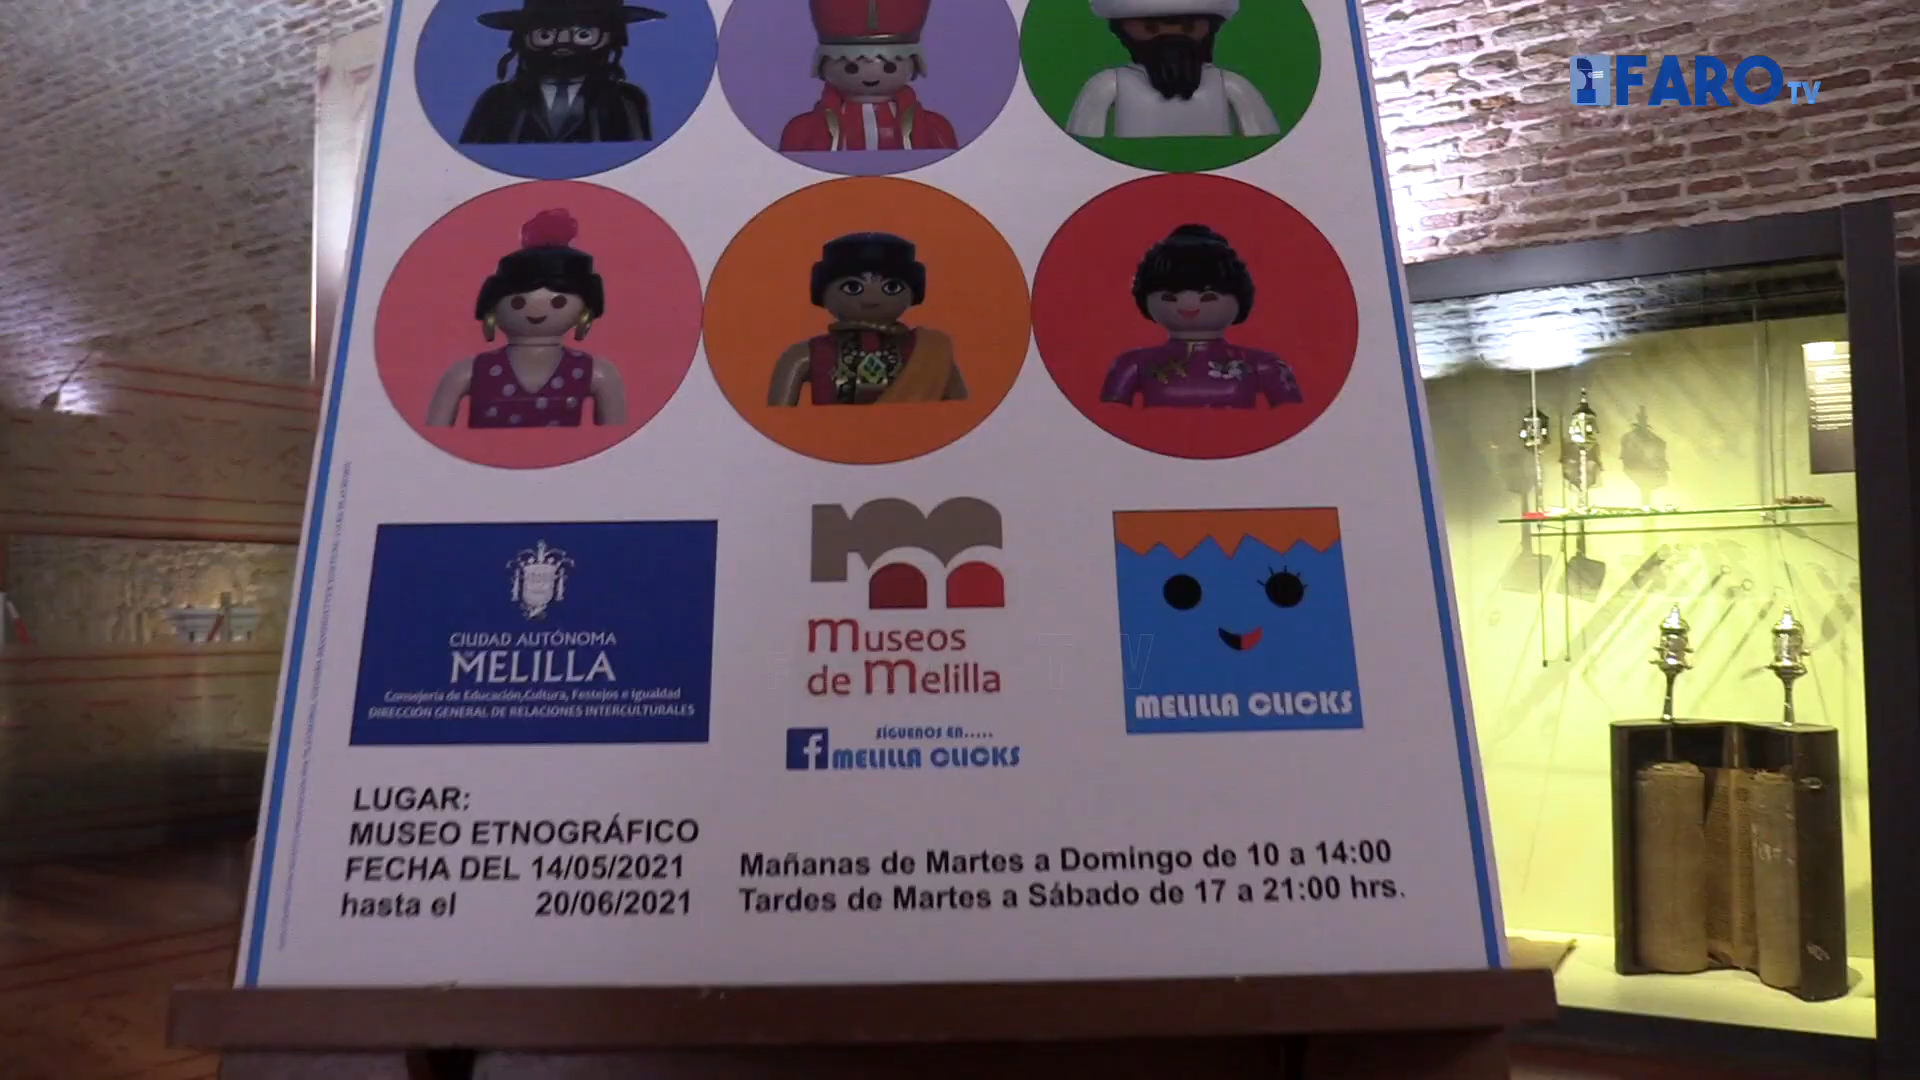 FARO TV
CIUDAD AUTÓNOMA
MELILLA
Consejería de Educación, Cultura, Festejos e Igualdad
DIRECCIÓN GENERAL DE RELACIONES INTERCULTURALES
museos
de melilla
SÍGUENOS EN.....
MELILLA CLICKS
MELILLA CLICKS
LUGAR:
MUSEO ETNOGRÁFICO
FECHA DEL 14/05/2021
hasta el 20/06/2021
Mañanas de Martes a Domingo de 10 a 14:00
Tardes de Martes a Sábado de 17 a 21:00 hrs.